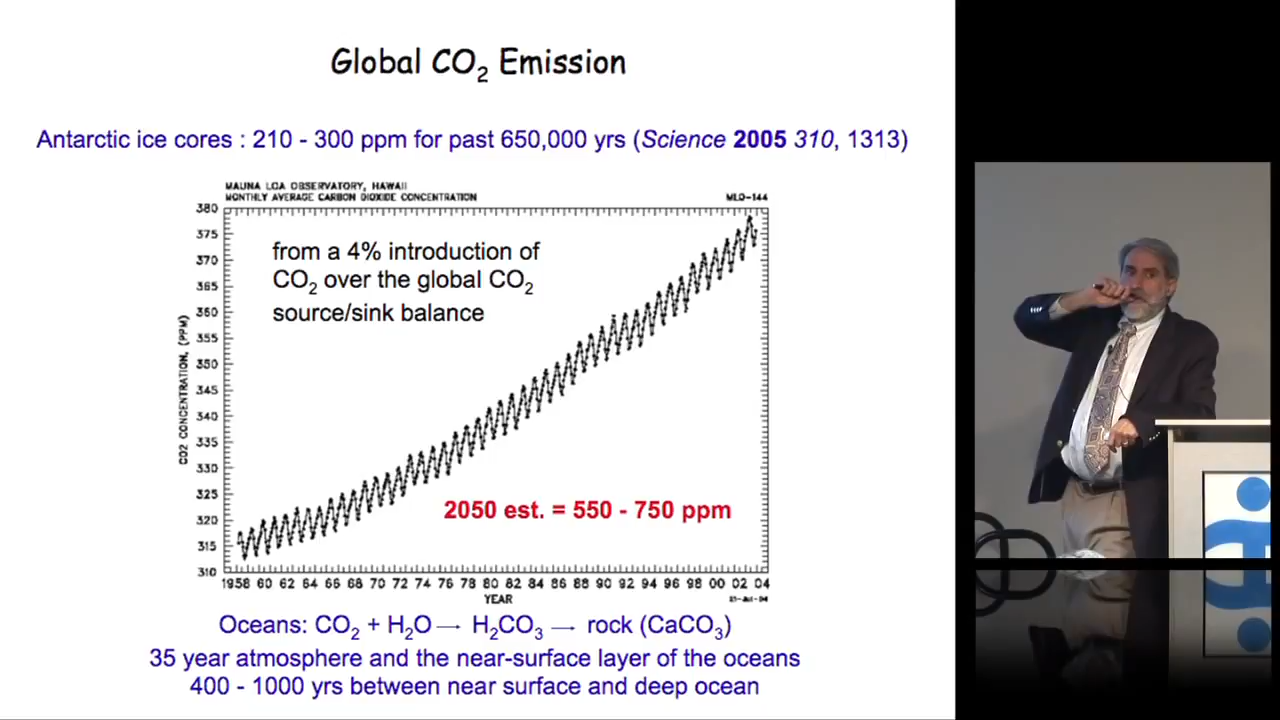 Global CO₂ Emission
Antarctic ice cores : 210 - 300 ppm for past 650,000 yrs (Science 2005 310, 1313)
MAUNA LOA OBSERVATORY, HAWAII
MONTHLY AVERAGE CARBON DIOXIDE CONCENTRATION
MLO-144
380
375
370
365
360
355
350
345
340
335
330
325
320
315
310
CO2 CONCENTRATION, (PPM)
from a 4% introduction of
CO₂ over the global CO₂
source/sink balance
2050 est. = 550 - 750 ppm
1958 60 62 64 66 68 70 72 74 76 78 80 82 84 86 88 90 92 94 96 98 00 02 04
YEAR
Oceans: CO₂ + H₂O → H₂CO₃ → rock (CaCO₃)
35 year atmosphere and the near-surface layer of the oceans
400 - 1000 yrs between near surface and deep ocean